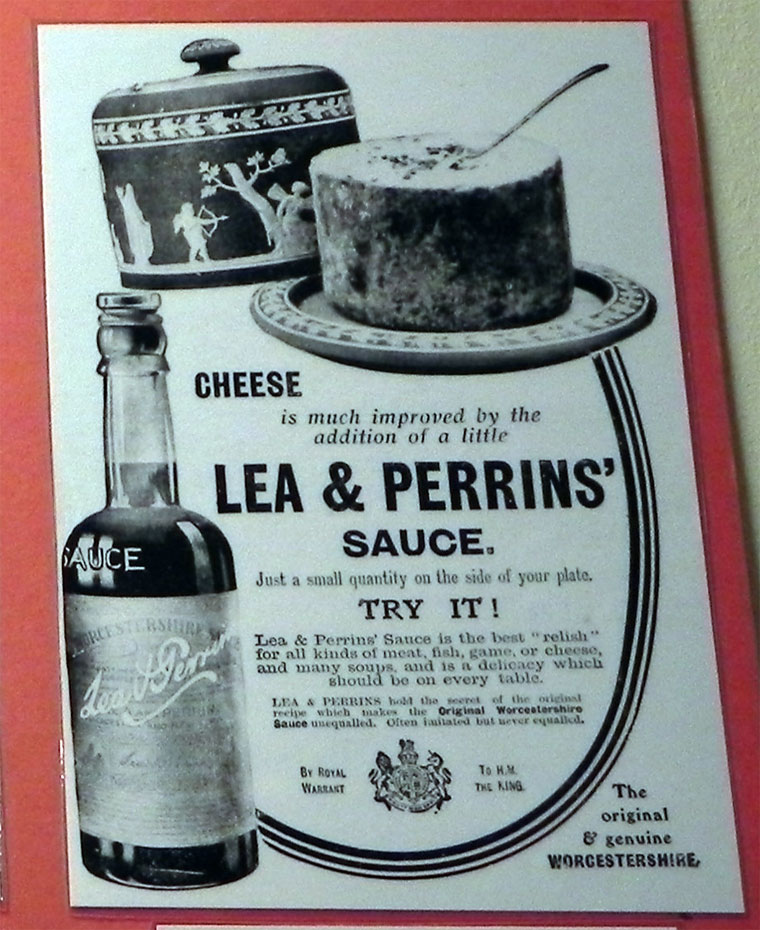 CHEESE
is much improved by the
addition of a little
LEA & PERRINS'
SAUCE.
Just a small quantity on the side of your plate.
TRY IT!
Lea & Perrins' Sauce is the best "relish"
for all kinds of meat, fish, game, or cheese,
and many soups, and is a delicacy which
should be on every table.
LEA & PERRINS hold the secret of the original
recipe which makes the Original Worcestershire
Sauce unequalled. Often imitated but never equalled.
BY ROYAL
WARRANT
TO H.M.
THE KING.
The
original
& genuine
WORCESTERSHIRE.
SAUCE
WORCESTERSHIRE
Lea & Perrins